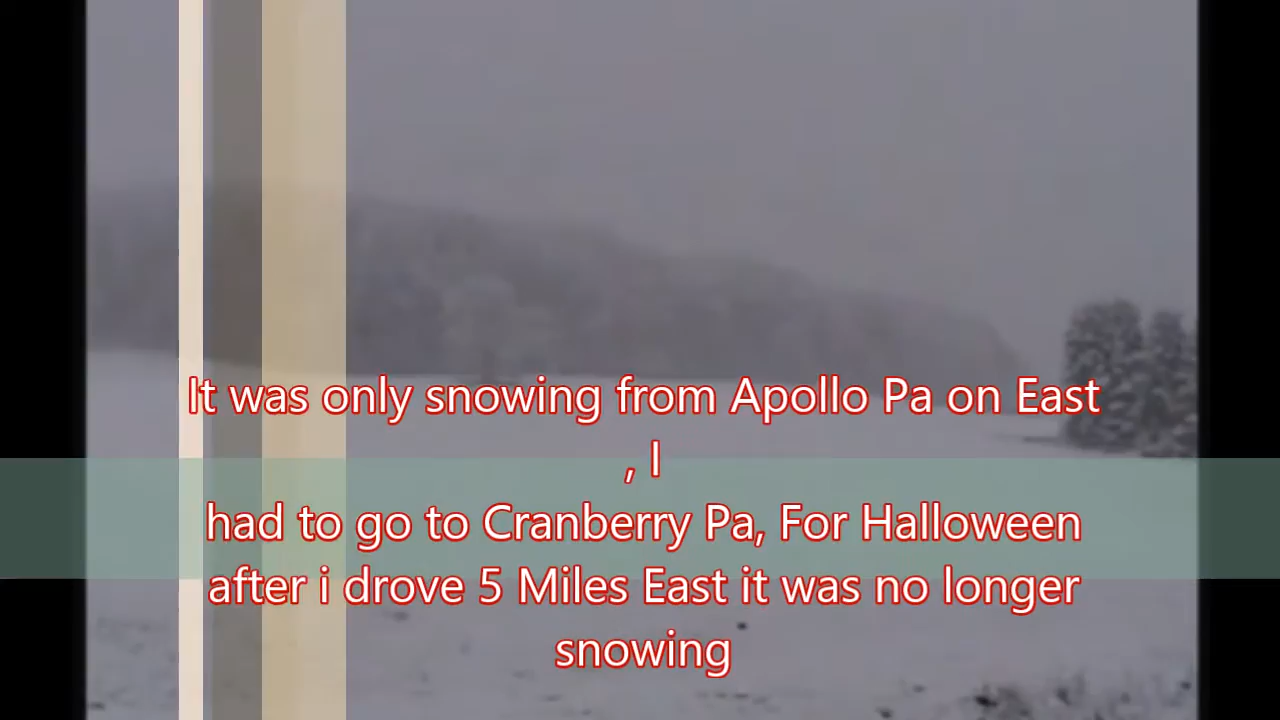 It was only snowing from Apollo Pa on East
, I
had to go to Cranberry Pa, For Halloween
after i drove 5 Miles East it was no longer
snowing